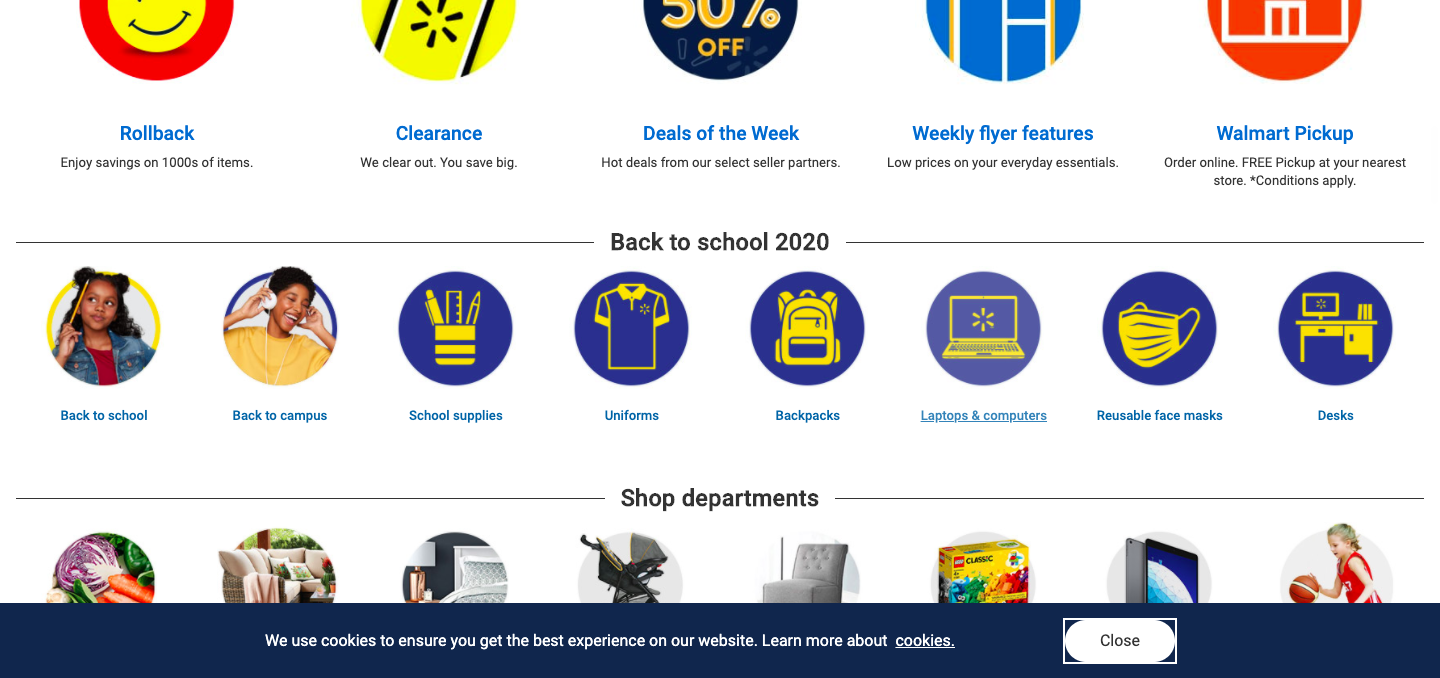 50%
OFF
Rollback
Clearance
Deals of the Week
Weekly flyer features
Walmart Pickup
Enjoy savings on 1000s of items.
We clear out. You save big.
Hot deals from our select seller partners.
Low prices on your everyday essentials.
Order online. FREE Pickup at your nearest
store. *Conditions apply.
Back to school 2020
Back to school
Back to campus
School supplies
Uniforms
Backpacks
Laptops & computers
Reusable face masks
Desks
Shop departments
LEGO
CLASSIC
We use cookies to ensure you get the best experience on our website. Learn more about cookies.
Close